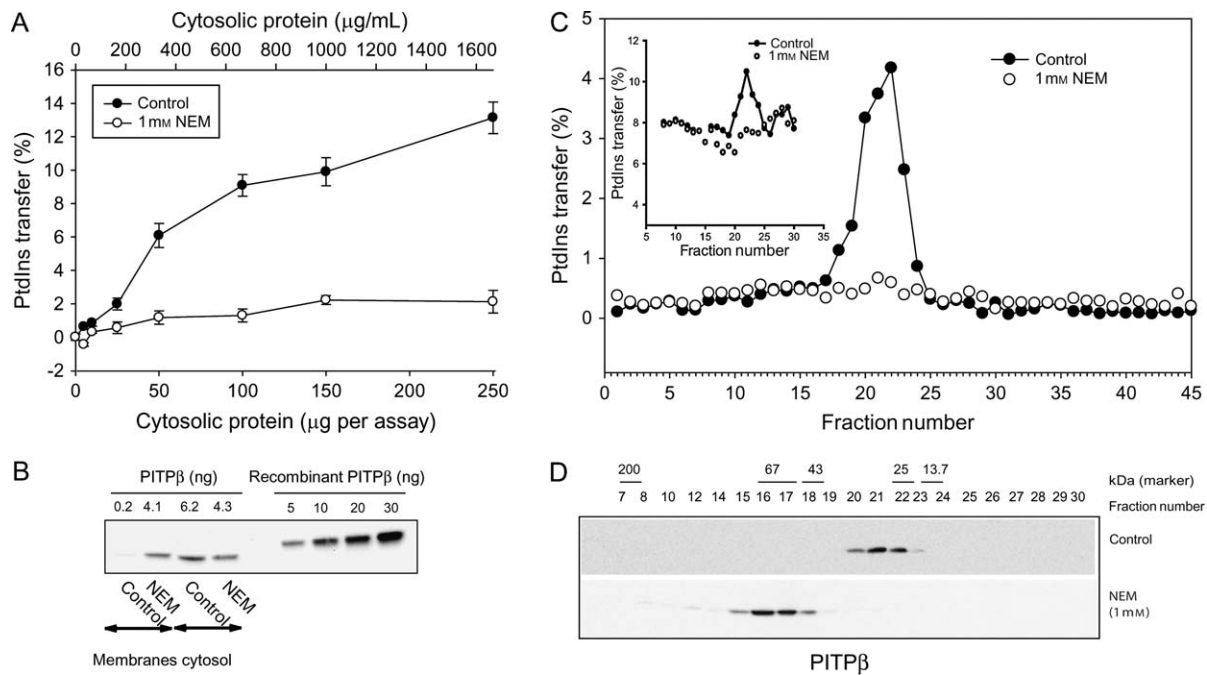 A
Cytosolic protein (μg/mL)
0 200 400 600 800 1000 1200 1400 1600
PtdIns transfer (%)
16
14
12
10
8
6
4
2
0
-2
Control
1mM NEM
0 50 100 150 200 250
Cytosolic protein (μg per assay)
B
PITPβ (ng) Recombinant PITPβ (ng)
0.2 4.1 6.2 4.3 5 10 20 30
Control
NEM
Control
NEM
Membranes cytosol
C
PtdIns transfer (%)
5
4
3
2
1
0
Control
1mM NEM
PtdIns transfer (%)
12
10
8
6
4
Control
1mM NEM
5 10 15 20 25 30 35
Fraction number
0 5 10 15 20 25 30 35 40 45
Fraction number
D
200 67 43 25 13.7 kDa (marker)
7 8 10 12 14 15 16 17 18 19 20 21 22 23 24 25 26 27 28 29 30 Fraction number
Control
NEM
(1mM)
PITPβ